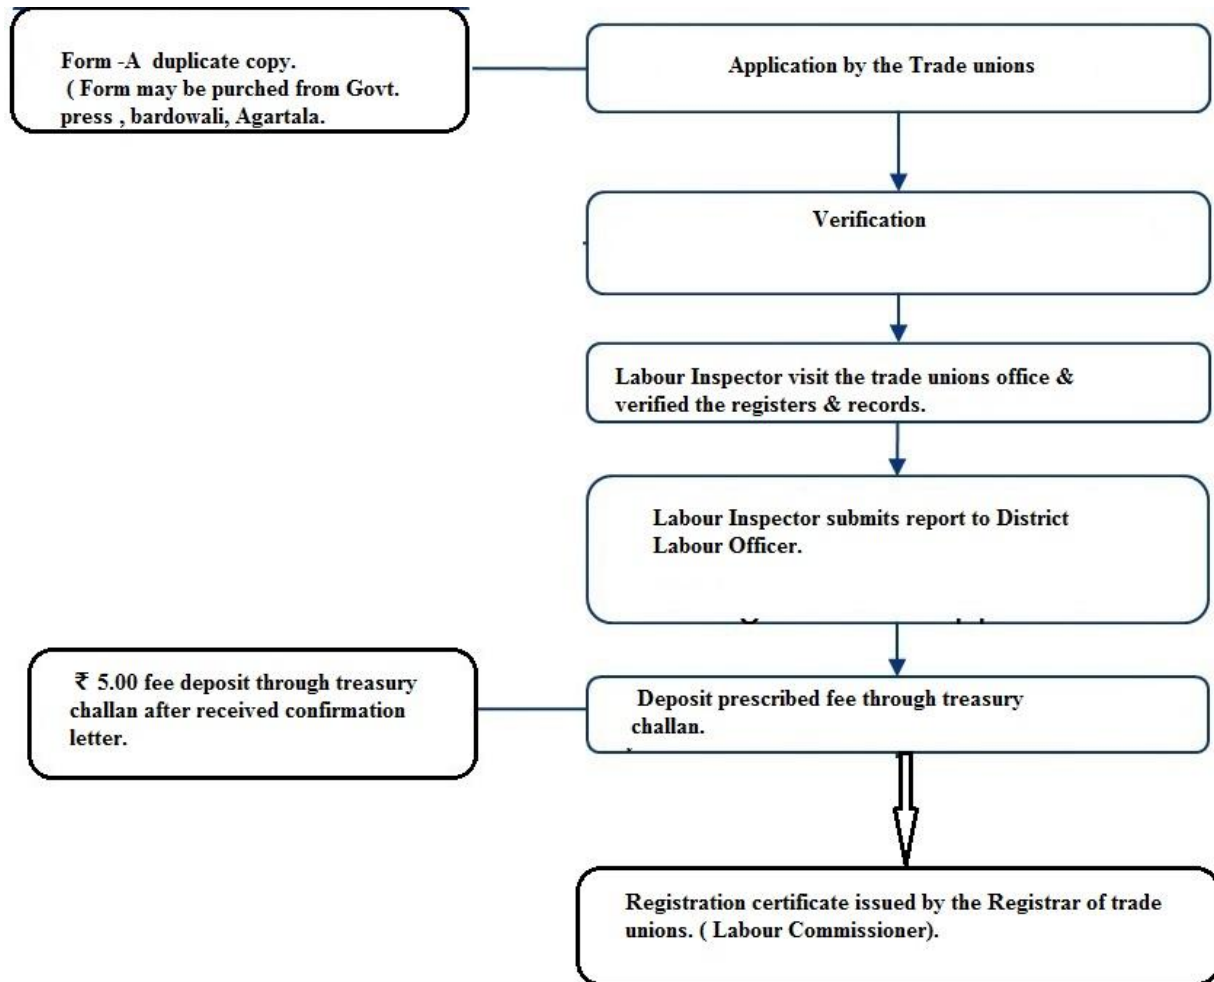 Form -A duplicate copy.
( Form may be purched from Govt.
press , bardowali, Agartala.
Application by the Trade unions
Verification
Labour Inspector visit the trade unions office &
verified the registers & records.
Labour Inspector submits report to District
Labour Officer.
₹ 5.00 fee deposit through treasury
challan after received confirmation
letter.
Deposit prescribed fee through treasury
challan.
Registration certificate issued by the Registrar of trade
unions. ( Labour Commissioner).